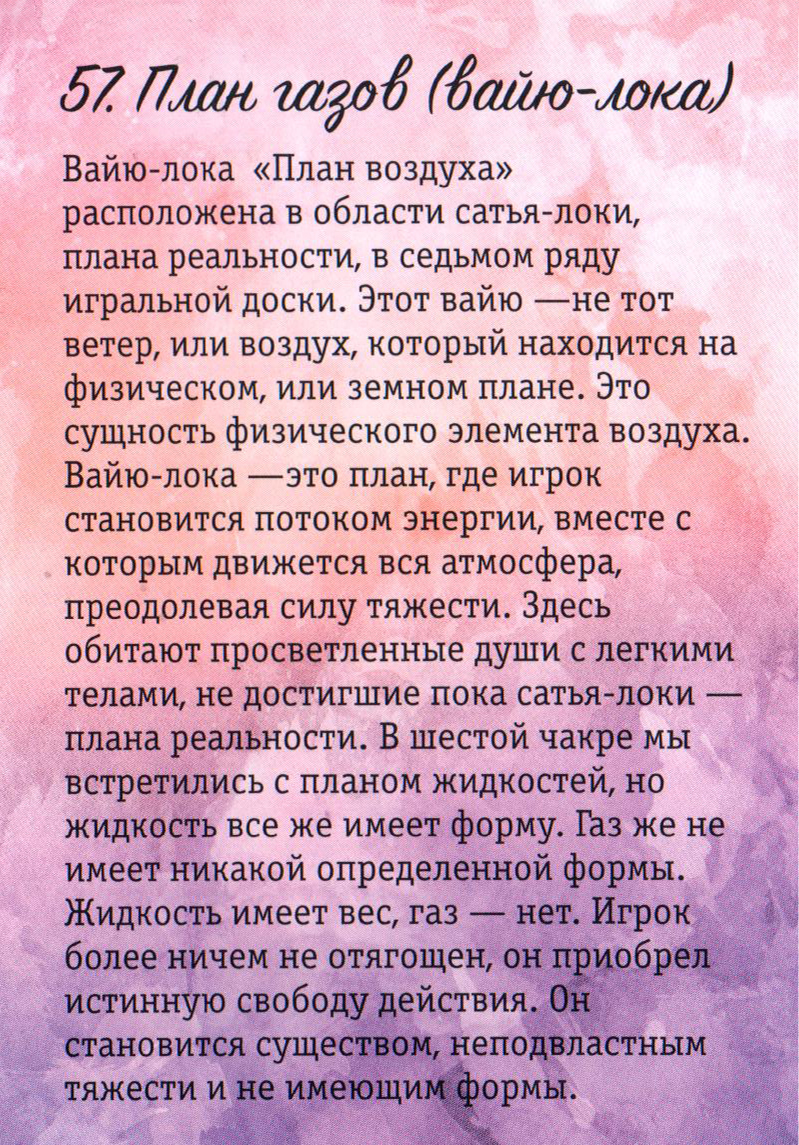 57. План газов (вайю-лока)
Вайю-лока «План воздуха»
расположена в области сатья-локи,
плана реальности, в седьмом ряду
игральной доски. Этот вайю —не тот
ветер, или воздух, который находится на
физическом, или земном плане. Это
сущность физического элемента воздуха.
Вайю-лока —это план, где игрок
становится потоком энергии, вместе с
которым движется вся атмосфера,
преодолевая силу тяжести. Здесь
обитают просветленные души с легкими
телами, не достигшие пока сатья-локи —
плана реальности. В шестой чакре мы
встретились с планом жидкостей, но
жидкость все же имеет форму. Газ же не
имеет никакой определенной формы.
Жидкость имеет вес, газ — нет. Игрок
более ничем не отягощен, он приобрел
истинную свободу действия. Он
становится существом, неподвластным
тяжести и не имеющим формы.